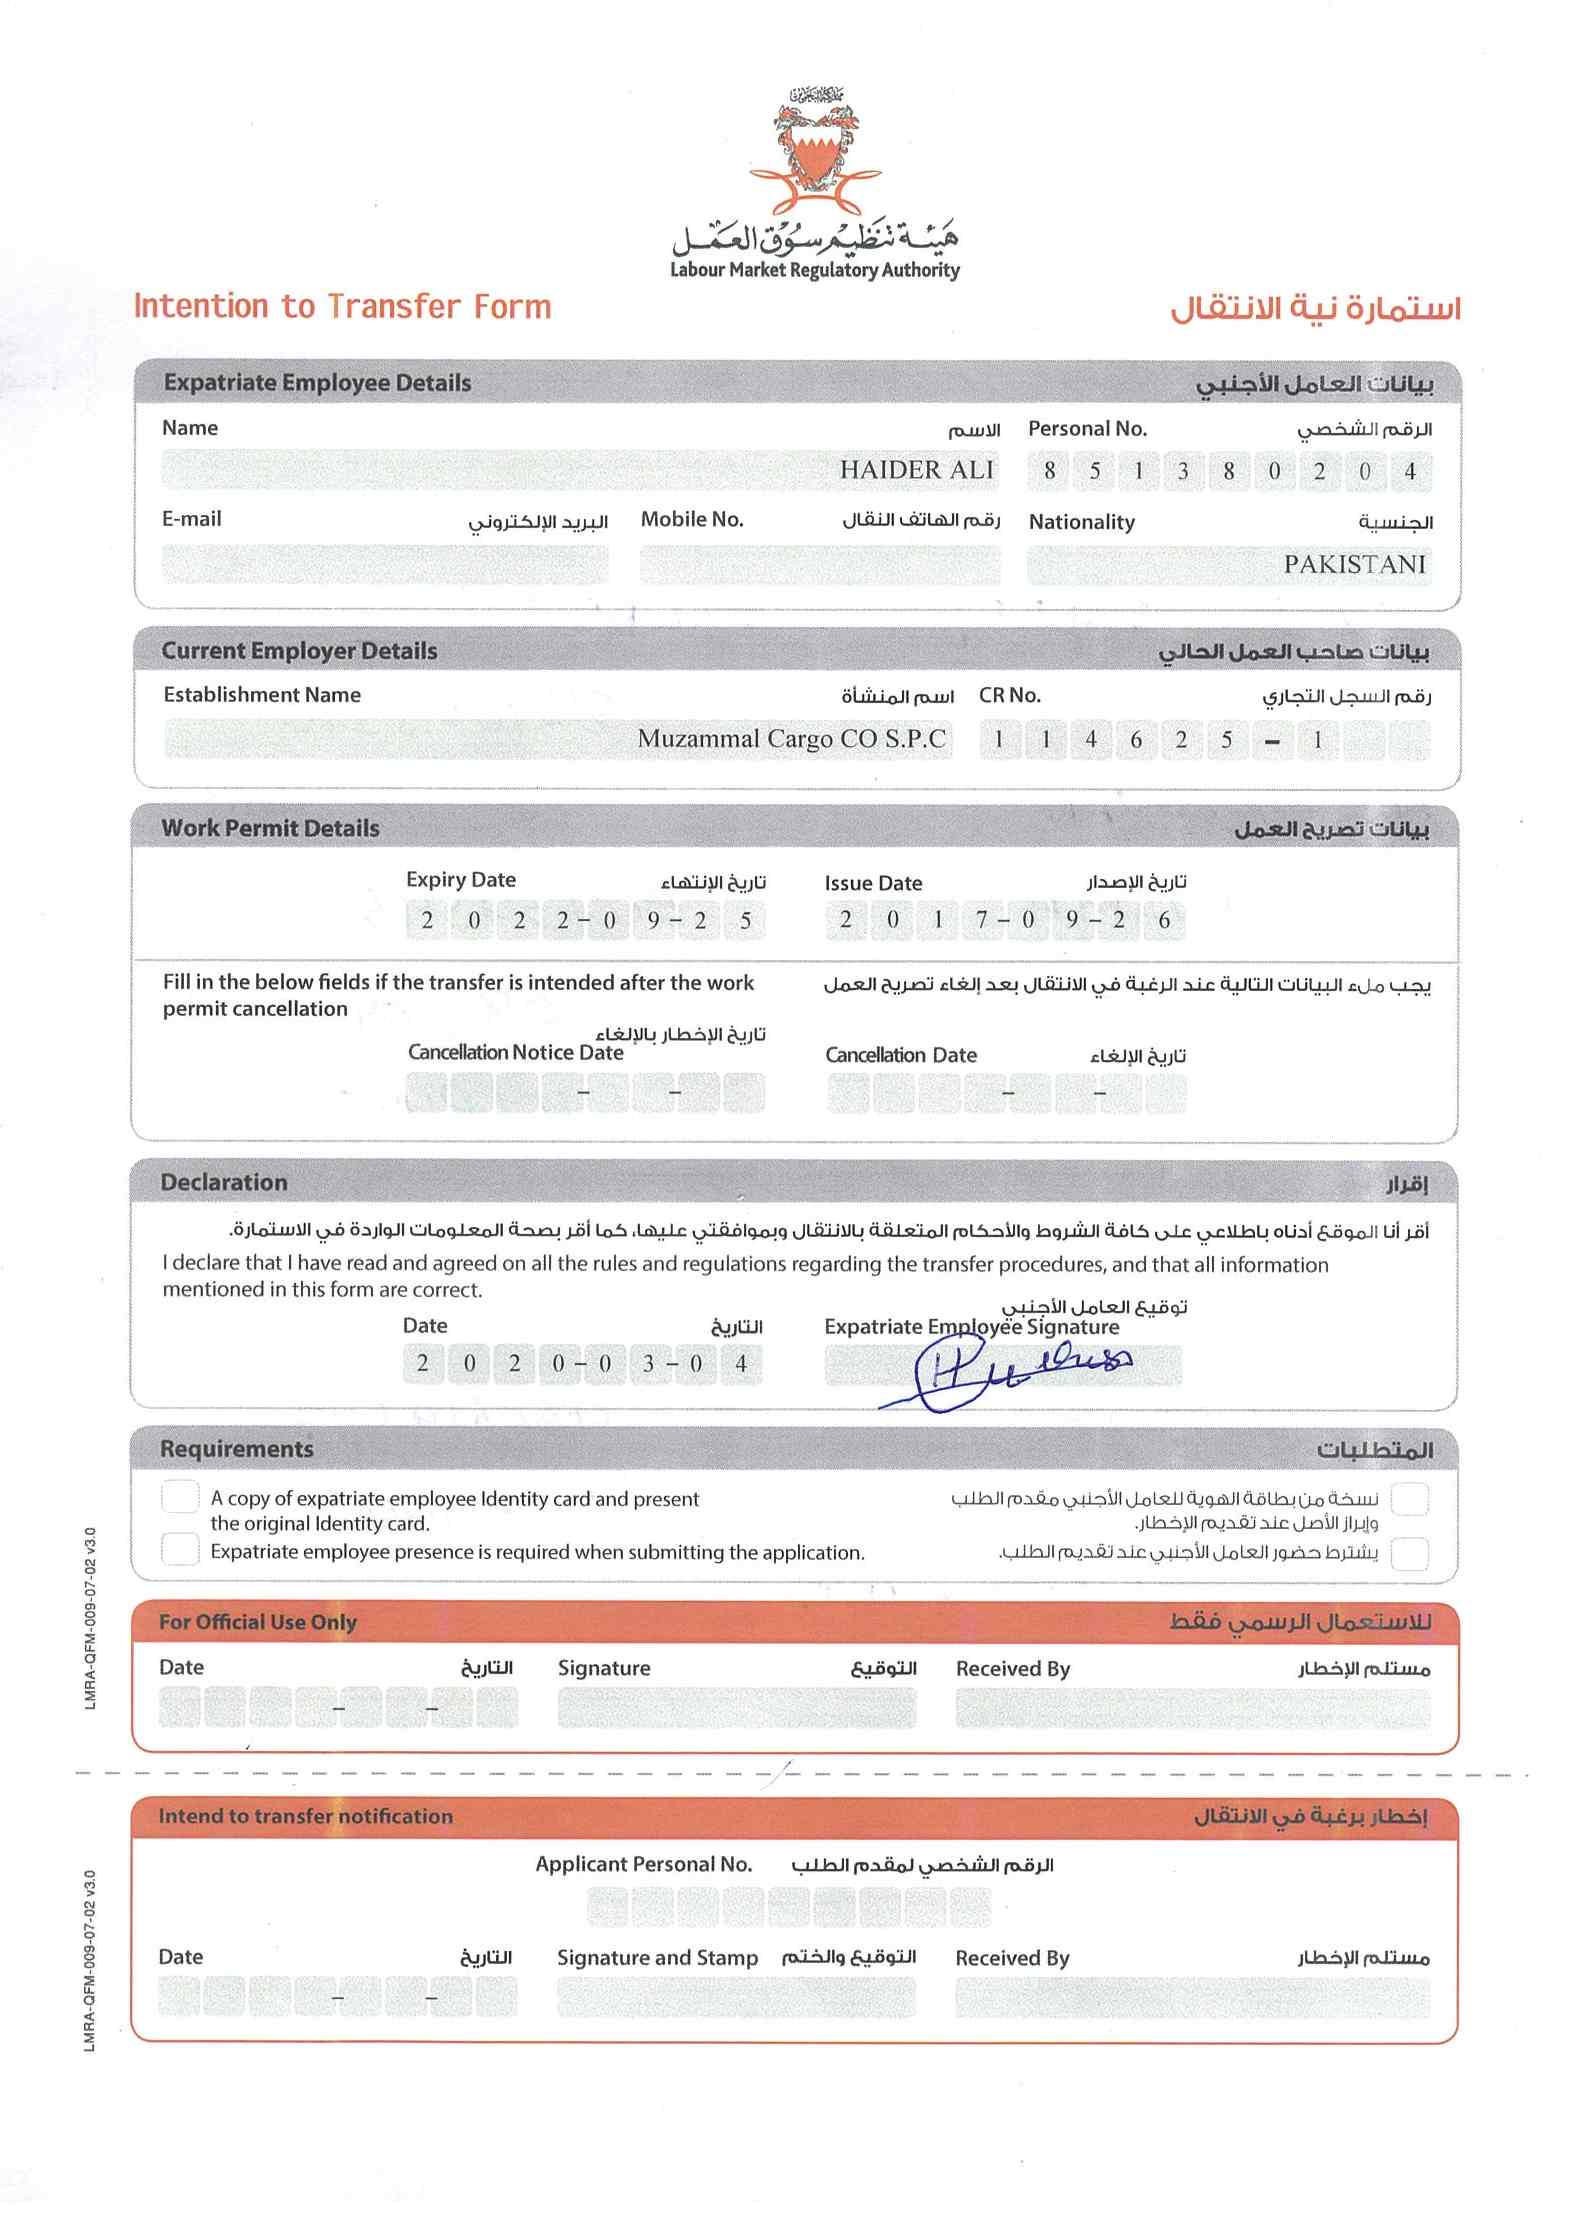 هيئة تنظيم سوق العمل
Labour Market Regulatory Authority
Intention to Transfer Form استمارة نية الانتقال
Expatriate Employee Details بيانات العامل الأجنبي
Name الاسم Personal No. الرقم الشخصي
HAIDER ALI 8 5 1 3 8 0 2 0 4
E-mail البريد الإلكتروني Mobile No. رقم الهاتف النقال Nationality الجنسية
PAKISTANI
Current Employer Details بيانات صاحب العمل الحالي
Establishment Name اسم المنشأة CR No. رقم السجل التجاري
Muzammal Cargo CO S.P.C 1 1 4 6 2 5 – 1
Work Permit Details بيانات تصريح العمل
Expiry Date تاريخ الإنتهاء Issue Date تاريخ الإصدار
2 0 2 2 – 0 9 – 2 5 2 0 1 7 – 0 9 – 2 6
Fill in the below fields if the transfer is intended after the work يجب ملء البيانات التالية عند الرغبة في الانتقال بعد إلغاء تصريح العمل
permit cancellation
تاريخ الإخطار بالإلغاء
Cancellation Notice Date Cancellation Date تاريخ الإلغاء
– – – –
Declaration إقرار
أقر أنا الموقع أدناه باطلاعي على كافة الشروط والأحكام المتعلقة بالانتقال وبموافقتي عليها، كما أقر بصحة المعلومات الواردة في الاستمارة.
I declare that I have read and agreed on all the rules and regulations regarding the transfer procedures, and that all information
mentioned in this form are correct.
توقيع العامل الأجنبي
Date التاريخ Expatriate Employee Signature
2 0 2 0 – 0 3 – 0 4
Requirements المتطلبات
A copy of expatriate employee Identity card and present نسخة من بطاقة الهوية للعامل الأجنبي مقدم الطلب
the original Identity card. وإبراز الأصل عند تقديم الإخطار.
Expatriate employee presence is required when submitting the application. يشترط حضور العامل الأجنبي عند تقديم الطلب.
LMRA-QFM-009-07-02 v3.0
For Official Use Only للاستعمال الرسمي فقط
Date التاريخ Signature التوقيع Received By مستلم الإخطار
– –
Intend to transfer notification إخطار برغبة في الانتقال
Applicant Personal No. الرقم الشخصي لمقدم الطلب
Date التاريخ Signature and Stamp التوقيع والختم Received By مستلم الإخطار
– –
LMRA-QFM-009-07-02 v3.0